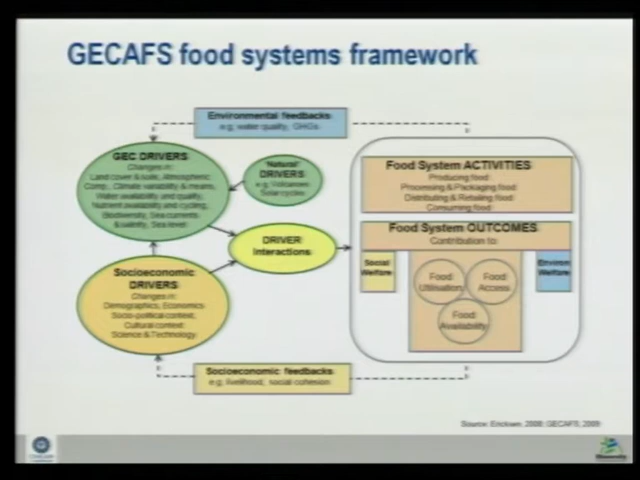 GECAFS food systems framework
Environmental feedbacks
e.g. water quality, GHGs
GEC DRIVERS
Changes in:
Land cover & soils, Atmospheric
Comp., Climate variability & means,
Water availability and quality,
Nutrient availability and cycling,
Biodiversity, Sea currents
& salinity, Sea level
'Natural'
DRIVERS
e.g. Volcanoes
Solar cycles
DRIVER
Interactions
Socioeconomic
DRIVERS
Changes in:
Demographics, Economics
Socio-political context,
Cultural context
Science & Technology
Food System ACTIVITIES
Producing food
Processing & Packaging food
Distributing & Retailing food
Consuming food
Food System OUTCOMES
Contribution to:
Social
Welfare
Food
Utilisation
Food
Access
Food
Availability
Environ
Welfare
Socioeconomic feedbacks
e.g. livelihood, social cohesion
Source: Ericksen, 2008; GECAFS, 2009